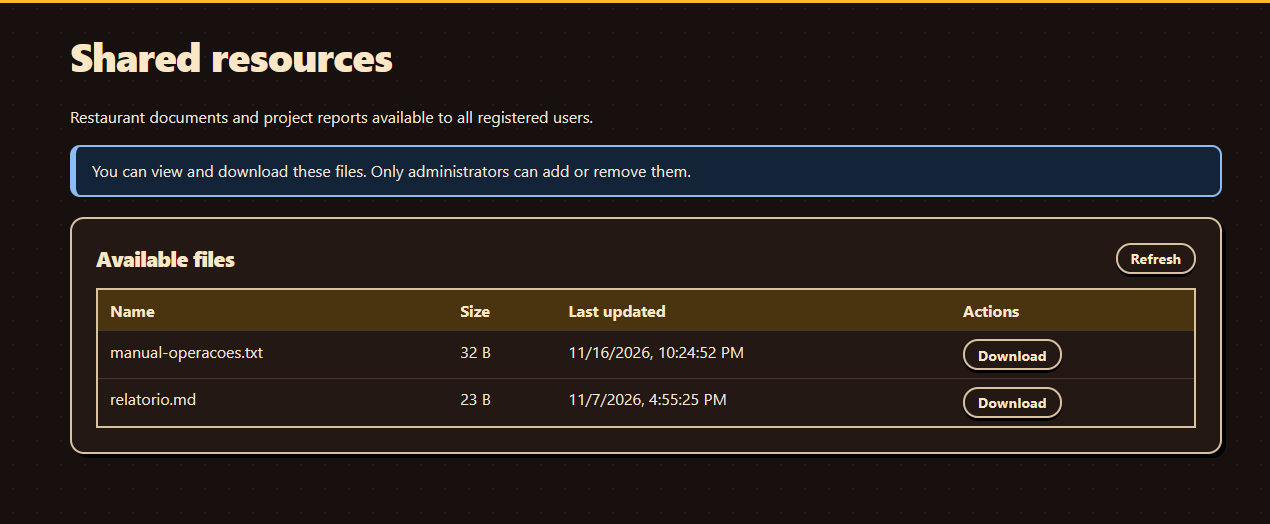 Shared resources
Restaurant documents and project reports available to all registered users.
You can view and download these files. Only administrators can add or remove them.
Available files
Refresh
Name Size Last updated Actions
manual-operacoes.txt 32 B 11/16/2026, 10:24:52 PM Download
relatorio.md 23 B 11/7/2026, 4:55:25 PM Download